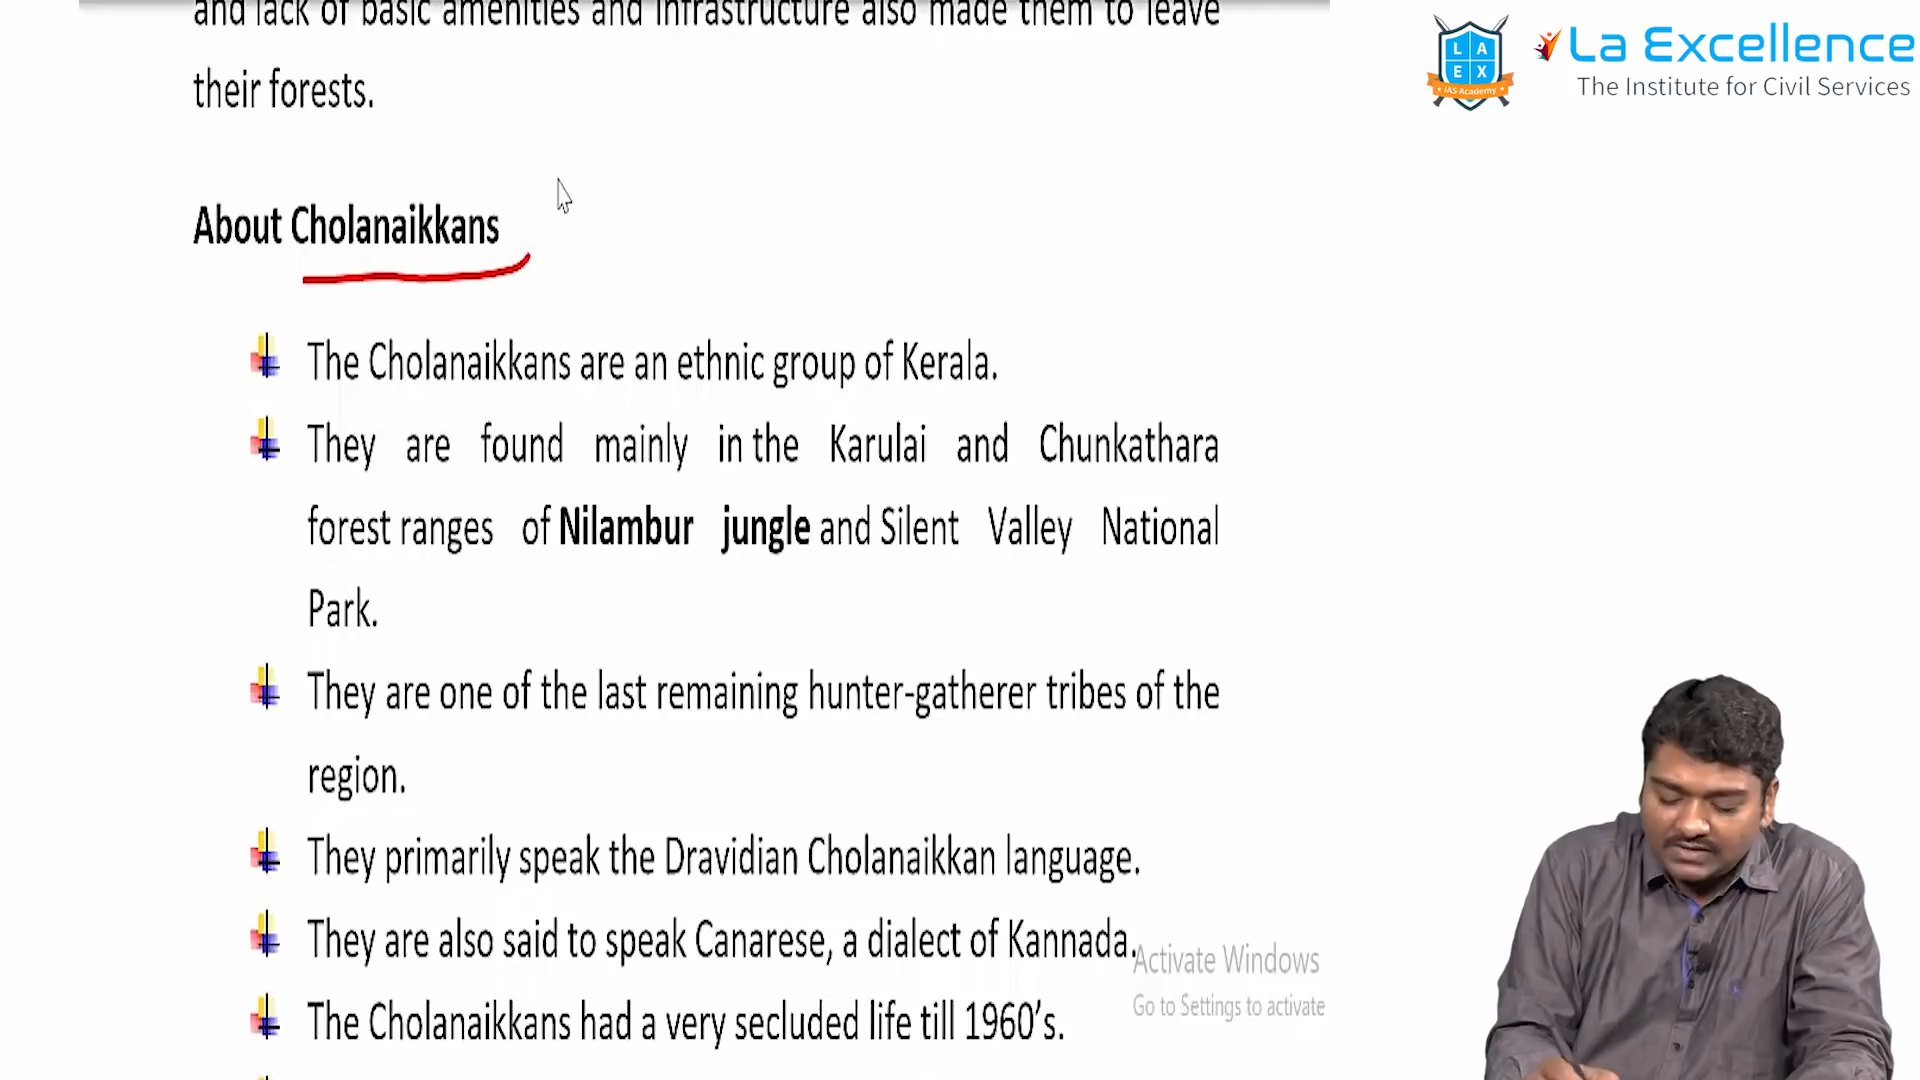 and lack of basic amenities and infrastructure also made them to leave
their forests.
About Cholanaikkans
The Cholanaikkans are an ethnic group of Kerala.
They are found mainly in the Karulai and Chunkathara
forest ranges of Nilambur jungle and Silent Valley National
Park.
They are one of the last remaining hunter-gatherer tribes of the
region.
They primarily speak the Dravidian Cholanaikkan language.
They are also said to speak Canarese, a dialect of Kannada.
The Cholanaikkans had a very secluded life till 1960's.
LA
EX
IAS Academy
La Excellence
The Institute for Civil Services
Activate Windows
Go to Settings to activate